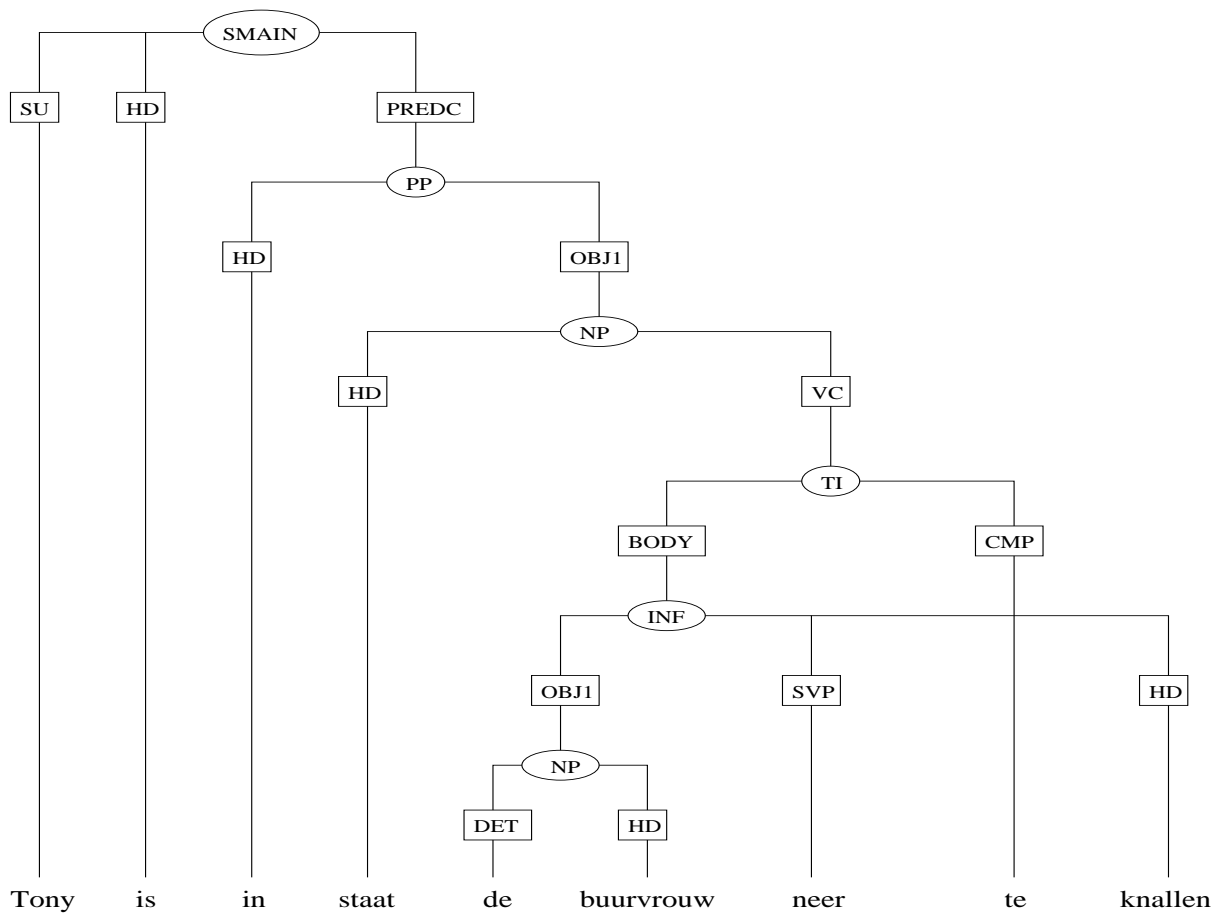 SMAIN
SU HD PREDC
PP
HD OBJ1
NP
HD VC
TI
BODY CMP
INF
OBJ1 SVP HD
NP
DET HD
Tony is in staat de buurvrouw neer te knallen